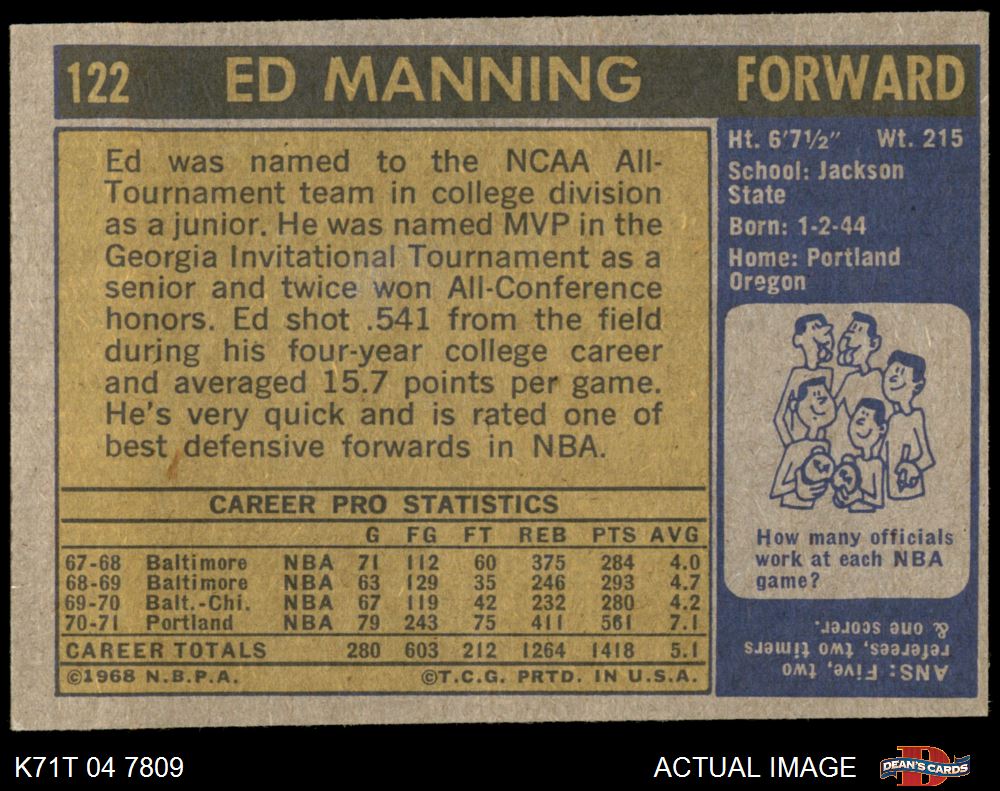 122 ED MANNING FORWARD
Ed was named to the NCAA All-
Tournament team in college division
as a junior. He was named MVP in the
Georgia Invitational Tournament as a
senior and twice won All-Conference
honors. Ed shot .541 from the field
during his four-year college career
and averaged 15.7 points per game.
He's very quick and is rated one of
best defensive forwards in NBA.
CAREER PRO STATISTICS
G FG FT REB PTS AVG
67-68 Baltimore NBA 71 112 60 375 284 4.0
68-69 Baltimore NBA 63 129 35 246 293 4.7
69-70 Balt.-Chi. NBA 67 119 42 232 280 4.2
70-71 Portland NBA 79 243 75 411 561 7.1
CAREER TOTALS 280 603 212 1264 1418 5.1
©1968 N.B.P.A. ©T.C.G. PRTD. IN U.S.A.
Ht. 6'7½" Wt. 215
School: Jackson
State
Born: 1-2-44
Home: Portland
Oregon
How many officials
work at each NBA
game?
ANS: Five, two
referees, two timers
& one scorer.
K71T 04 7809
ACTUAL IMAGE
D
DEAN'S CARDS